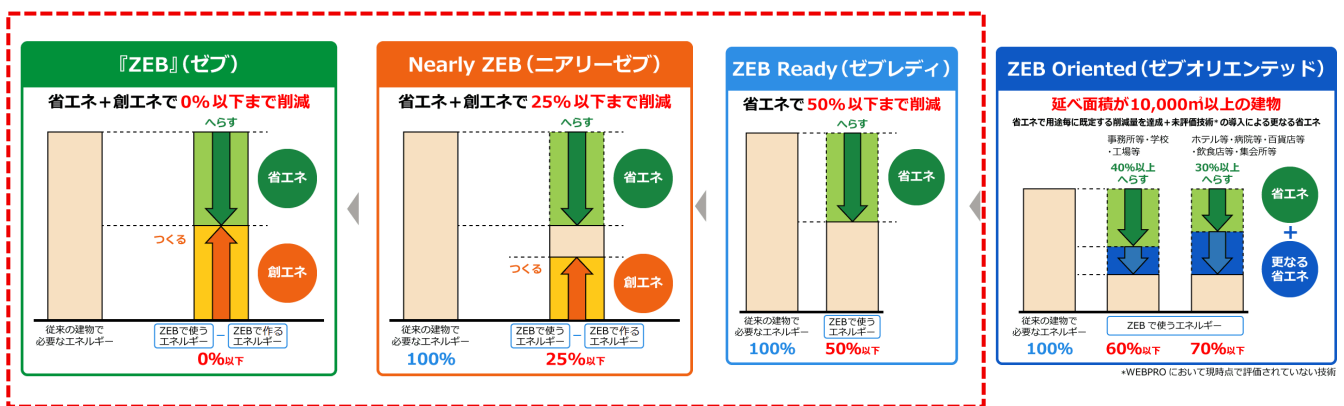 『ZEB』(ゼブ)
省エネ+創エネで0%以下まで削減
へらす
省エネ
つくる
創エネ
従来の建物で
必要なエネルギー
ZEBで使う
エネルギー
−
ZEBで作る
エネルギー
0%以下
Nearly ZEB(ニアリーゼブ)
省エネ+創エネで25%以下まで削減
へらす
省エネ
つくる
創エネ
従来の建物で
必要なエネルギー
100%
ZEBで使う
エネルギー
−
ZEBで作る
エネルギー
25%以下
ZEB Ready(ゼブレディ)
省エネで50%以下まで削減
へらす
省エネ
従来の建物で
必要なエネルギー
100%
ZEBで使う
エネルギー
50%以下
ZEB Oriented(ゼブオリエンテッド)
延べ面積が10,000㎡以上の建物
省エネで用途毎に既定する削減量を達成+未評価技術*の導入による更なる省エネ
事務所等・学校
・工場等
ホテル等・病院等・百貨店等
・飲食店等・集会所等
40%以上
へらす
30%以上
へらす
省エネ
+
更なる
省エネ
従来の建物で
必要なエネルギー
100%
ZEBで使うエネルギー
60%以下
70%以下
*WEBPROにおいて現時点で評価されていない技術